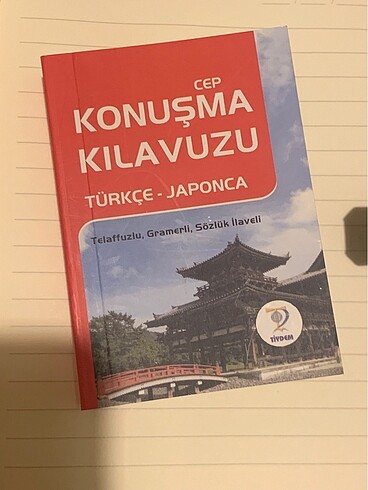 CEP
KONUŞMA
KILAVUZU
TÜRKÇE - JAPONCA
Telaffuzlu, Gramerli, Sözlük İlaveli
TİYDEM